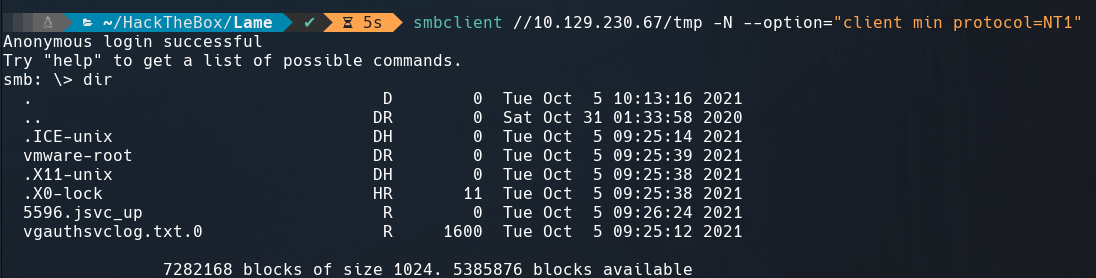 ~/HackTheBox/Lame ✔ 5s smbclient //10.129.230.67/tmp -N --option="client min protocol=NT1"
Anonymous login successful
Try "help" to get a list of possible commands.
smb: \> dir
  .                                   D        0  Tue Oct  5 10:13:16 2021
  ..                                 DR        0  Sat Oct 31 01:33:58 2020
  .ICE-unix                          DH        0  Tue Oct  5 09:25:14 2021
  vmware-root                        DR        0  Tue Oct  5 09:25:39 2021
  .X11-unix                          DH        0  Tue Oct  5 09:25:38 2021
  .X0-lock                           HR       11  Tue Oct  5 09:25:38 2021
  5596.jsvc_up                        R        0  Tue Oct  5 09:26:24 2021
  vgauthsvclog.txt.0                  R     1600  Tue Oct  5 09:25:12 2021
                7282168 blocks of size 1024. 5385876 blocks available